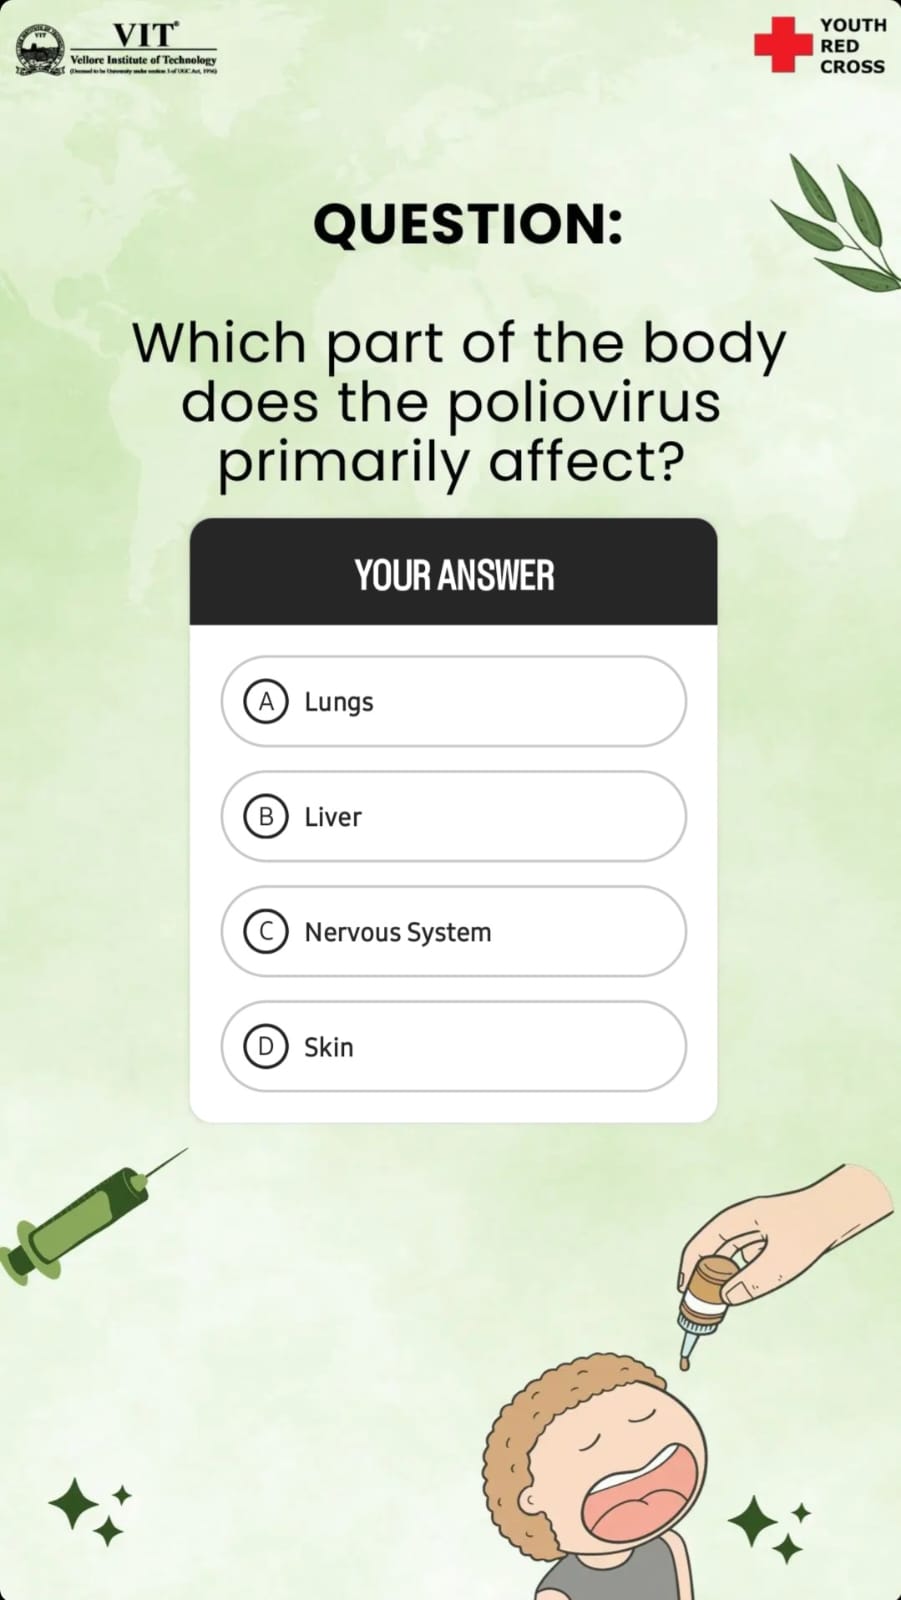 VIT®
Vellore Institute of Technology
(Deemed to be University under section 3 of UGC Act, 1956)
YOUTH
RED
CROSS
QUESTION:
Which part of the body
does the poliovirus
primarily affect?
YOUR ANSWER
A Lungs
B Liver
C Nervous System
D Skin